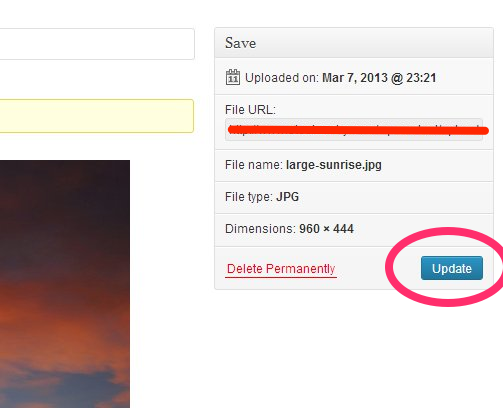 Save
11 Uploaded on: Mar 7, 2013 @ 23:21
File URL:
File name: large-sunrise.jpg
File type: JPG
Dimensions: 960 × 444
Delete Permanently
Update